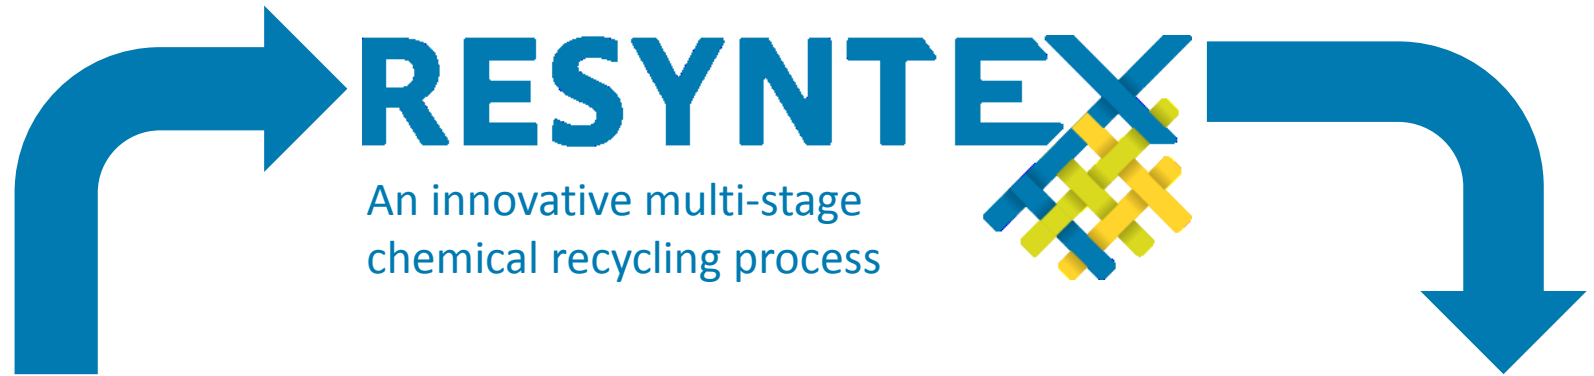 RESYNTEX
An innovative multi-stage
chemical recycling process